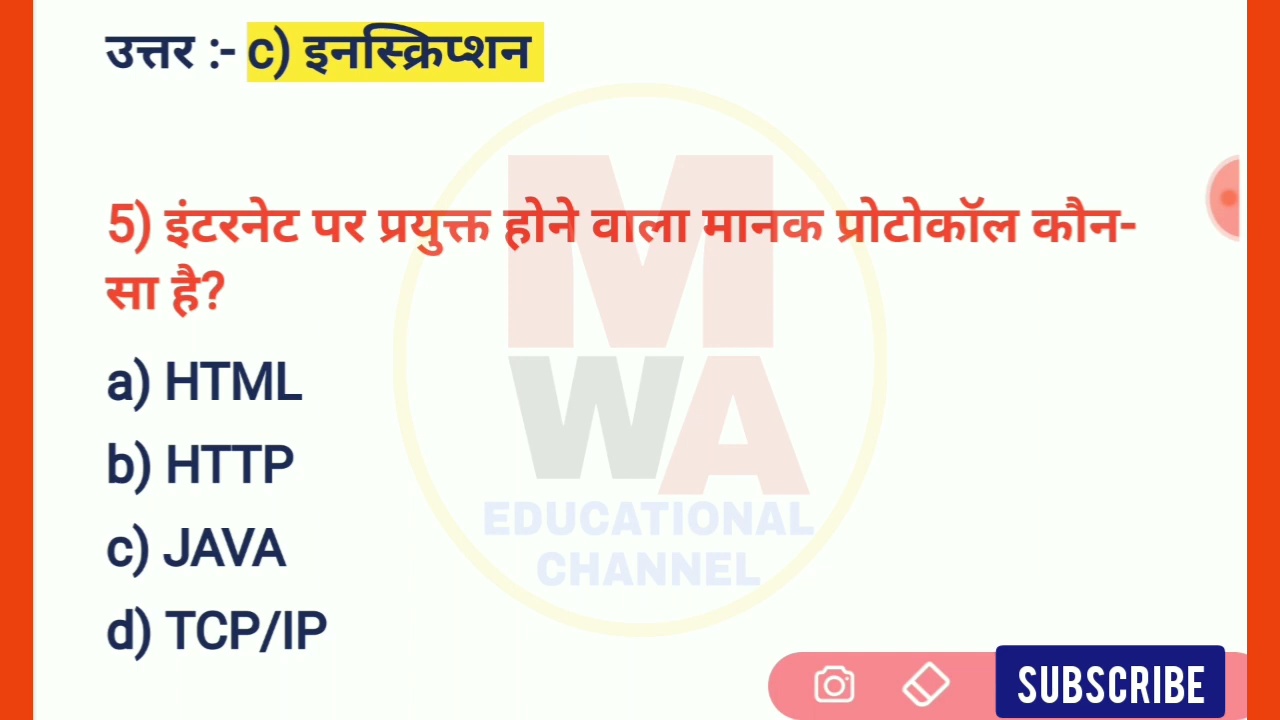 उत्तर :- c) इनस्क्रिप्शन
5) इंटरनेट पर प्रयुक्त होने वाला मानक प्रोटोकॉल कौन-
सा है?
a) HTML
b) HTTP
c) JAVA
d) TCP/IP
M
WA
EDUCATIONAL
CHANNEL
SUBSCRIBE